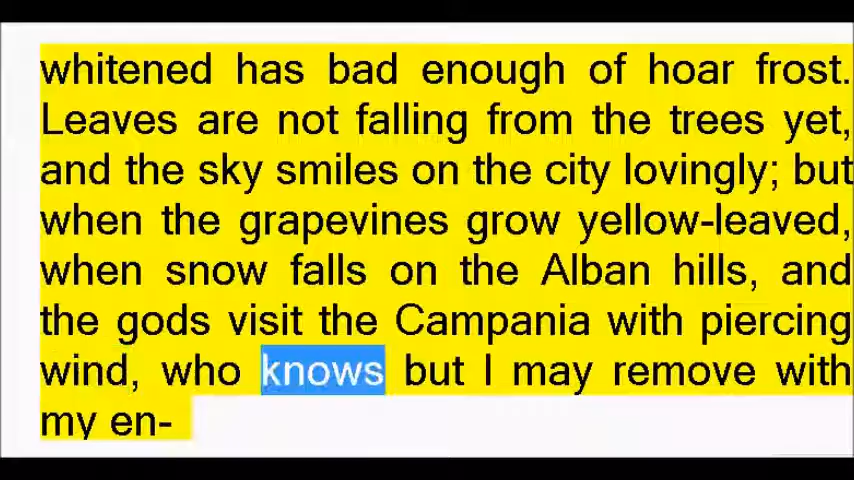 whitened has bad enough of hoar frost.
Leaves are not falling from the trees yet,
and the sky smiles on the city lovingly; but
when the grapevines grow yellow-leaved,
when snow falls on the Alban hills, and
the gods visit the Campania with piercing
wind, who knows but I may remove with
my en-